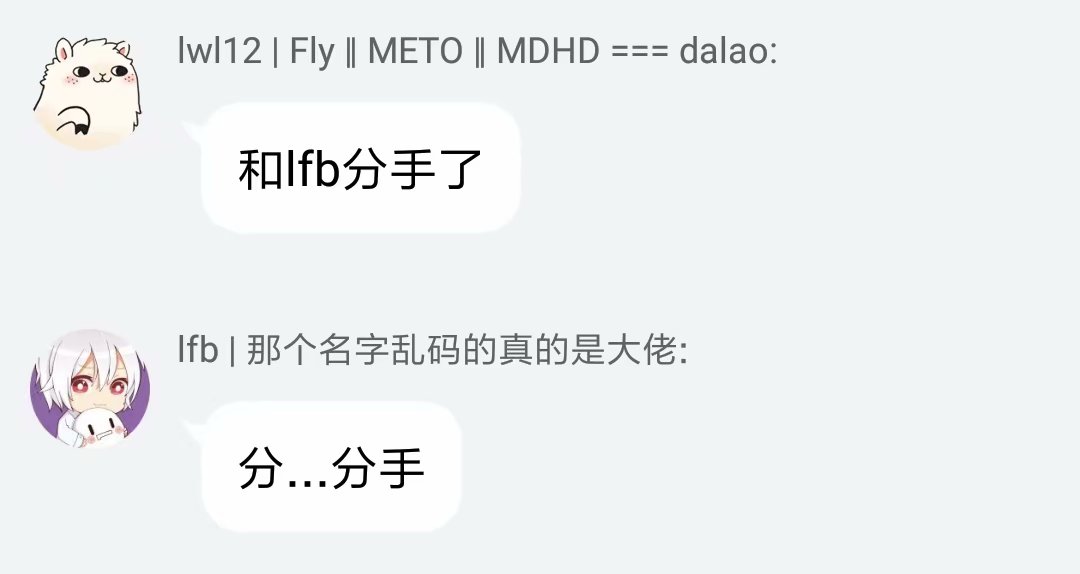 lwl12 | Fly ‖ METO ‖ MDHD === dalao:
和lfb分手了
lfb | 那个名字乱码的真的是大佬:
分...分手